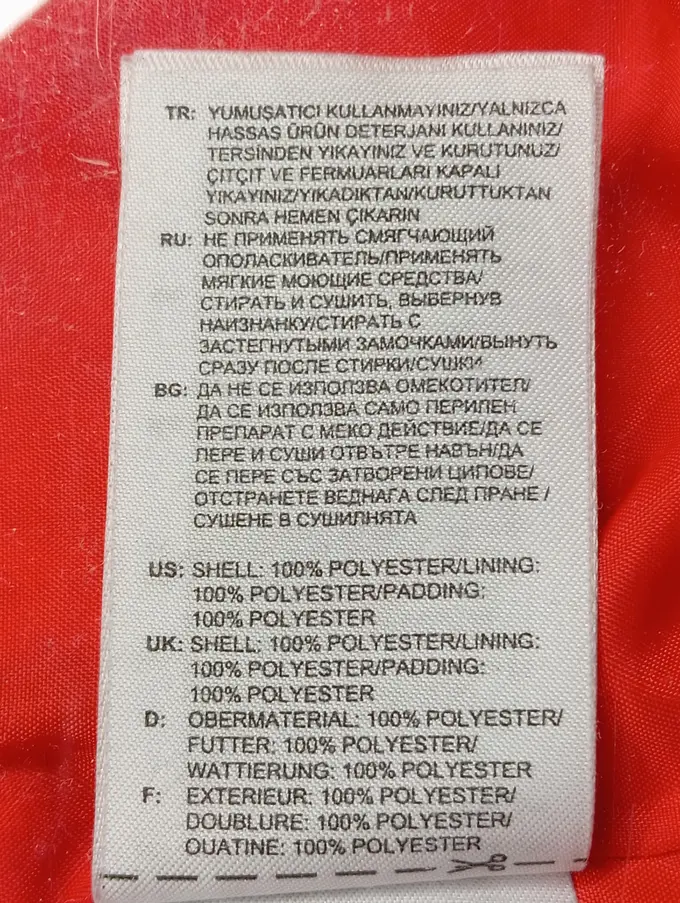 TR: YUMUŞATICI KULLANMAYINIZ/YALNIZCA
HASSAS ÜRÜN DETERJANI KULLANINIZ/
TERSİNDEN YIKAYINIZ VE KURUTUNUZ/
ÇITÇIT VE FERMUARLARI KAPALI
YIKAYINIZ/YIKADIKTAN/KURUTTUKTAN
SONRA HEMEN ÇIKARIN
RU: НЕ ПРИМЕНЯТЬ СМЯГЧАЮЩИЙ
ОПОЛАСКИВАТЕЛЬ/ПРИМЕНЯТЬ
МЯГКИЕ МОЮЩИЕ СРЕДСТВА/
СТИРАТЬ И СУШИТЬ, ВЫВЕРНУВ
НАИЗНАНКУ/СТИРАТЬ С
ЗАСТЕГНУТЫМИ ЗАМОЧКАМИ/ВЫНУТЬ
СРАЗУ ПОСЛЕ СТИРКИ/СУШКИ
BG: ДА НЕ СЕ ИЗПОЛЗВА ОМЕКОТИТЕЛ/
ДА СЕ ИЗПОЛЗВА САМО ПЕРИЛЕН
ПРЕПАРАТ С МЕКО ДЕЙСТВИЕ/ДА СЕ
ПЕРЕ И СУШИ ОТВЪТРЕ НАВЪН/ДА
СЕ ПЕРЕ СЪС ЗАТВОРЕНИ ЦИПОВЕ/
ОТСТРАНЕТЕ ВЕДНАГА СЛЕД ПРАНЕ /
СУШЕНЕ В СУШИЛНЯТА
US: SHELL: 100% POLYESTER/LINING:
100% POLYESTER/PADDING:
100% POLYESTER
UK: SHELL: 100% POLYESTER/LINING:
100% POLYESTER/PADDING:
100% POLYESTER
D: OBERMATERIAL: 100% POLYESTER/
FUTTER: 100% POLYESTER/
WATTIERUNG: 100% POLYESTER
F: EXTERIEUR: 100% POLYESTER/
DOUBLURE: 100% POLYESTER/
OUATINE: 100% POLYESTER